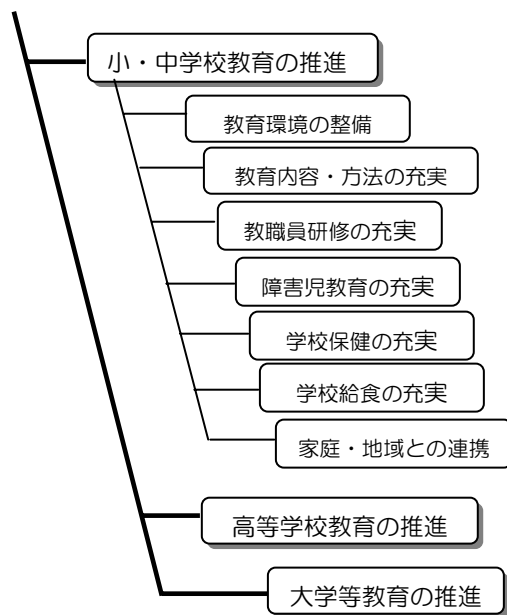 小・中学校教育の推進
教育環境の整備
教育内容・方法の充実
教職員研修の充実
障害児教育の充実
学校保健の充実
学校給食の充実
家庭・地域との連携
高等学校教育の推進
大学等教育の推進